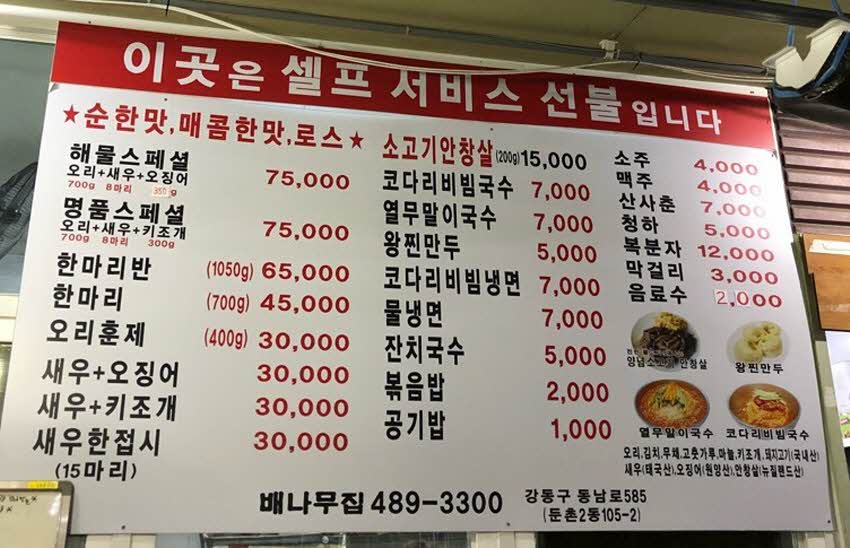 이곳은 셀프 서비스 선불입니다
★순한맛,매콤한맛,로스★
해물스페셜
오리+새우+오징어 75,000
700g 8마리 350g
명품스페셜
오리+새우+키조개 75,000
700g 8마리 300g
한마리반 (1050g) 65,000
한마리 (700g) 45,000
오리훈제 (400g) 30,000
새우+오징어 30,000
새우+키조개 30,000
새우한접시 30,000
(15마리)
소고기안창살(200g)15,000
코다리비빔국수 7,000
열무말이국수 7,000
왕찐만두 5,000
코다리비빔냉면 7,000
물냉면 7,000
잔치국수 5,000
볶음밥 2,000
공기밥 1,000
소주 4,000
맥주 4,000
산사춘 7,000
청하 5,000
복분자 12,000
막걸리 3,000
음료수 2,000
양념소고기 안창살
왕찐만두
열무말이국수
코다리비빔국수
오리,김치,무채,고춧가루,마늘,키조개,돼지고기(국내산)
새우(태국산),오징어(원양산),안창살(뉴질랜드산)
배나무집 489-3300
강동구 동남로585
(둔촌2동105-2)